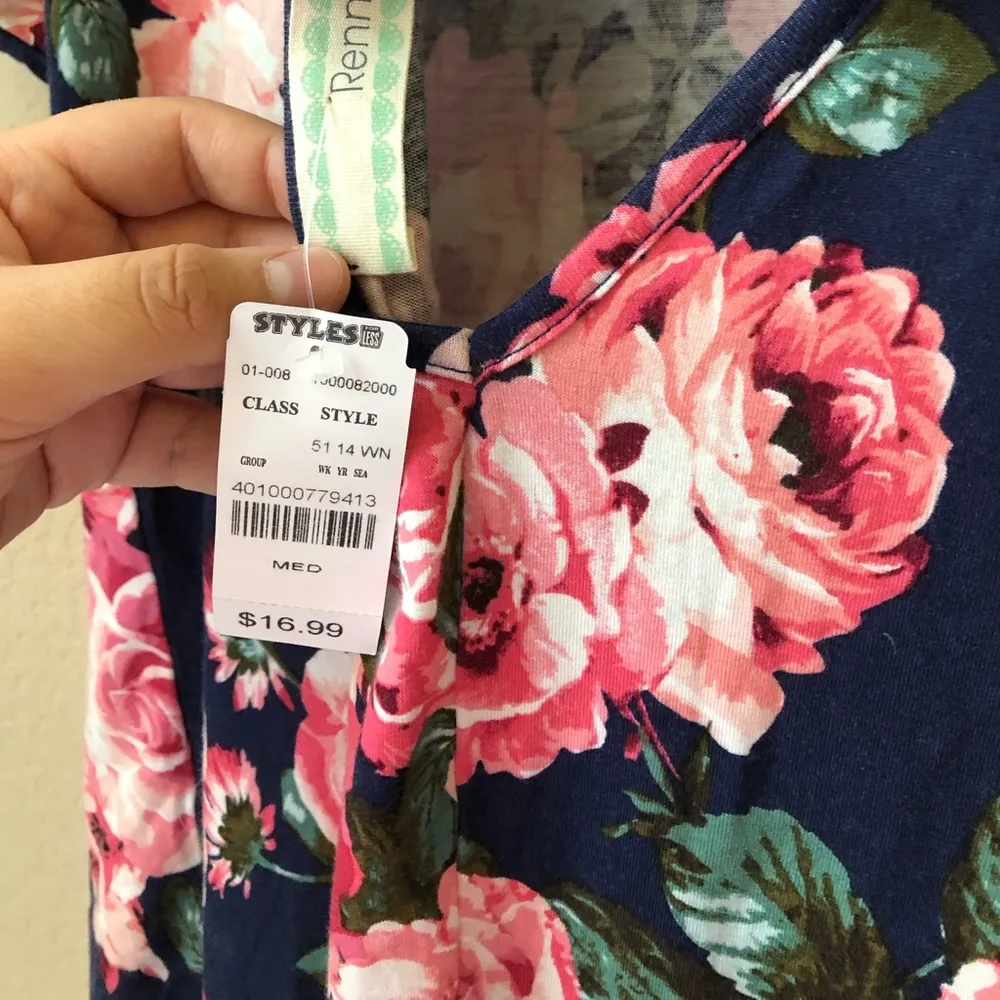 Renn
STYLES FOR LESS
01-008 1000082000
CLASS STYLE
51 14 WN
GROUP WK YR SEA
401000779413
MED
$16.99